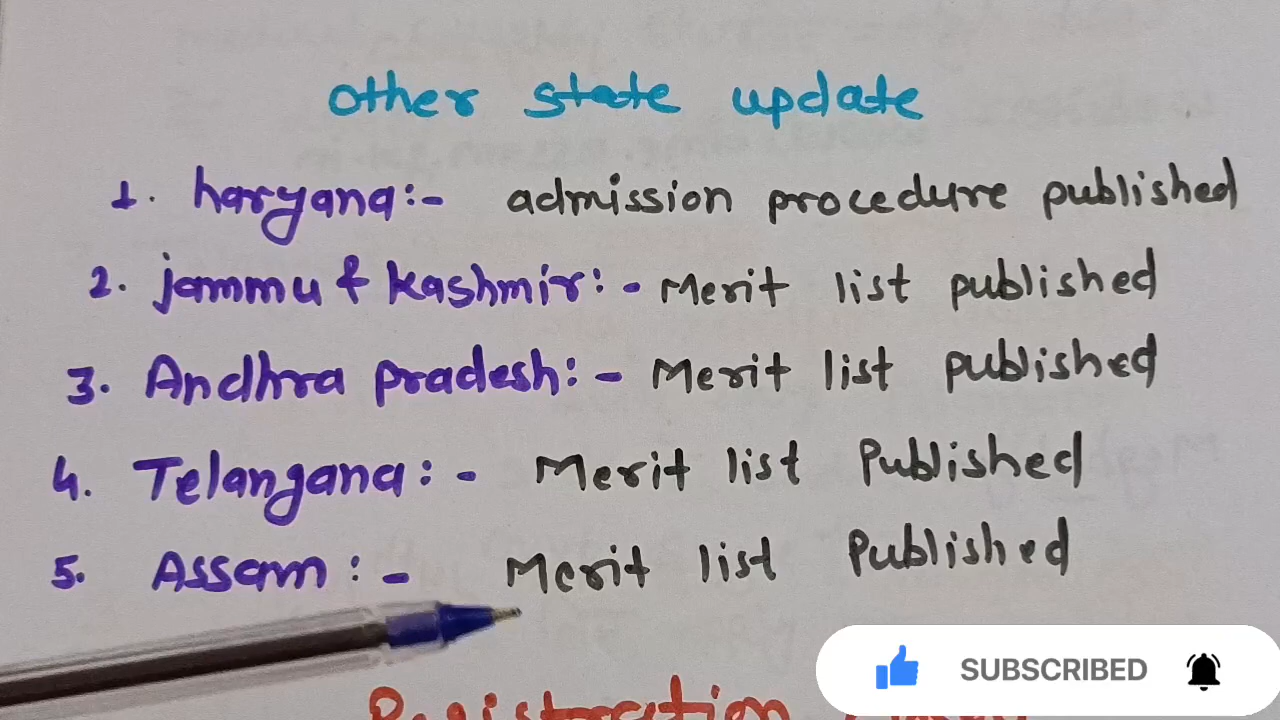 Other state update
1. haryana:- admission procedure published
2. jammu & kashmir:- Merit list published
3. Andhra pradesh:- Merit list published
4. Telangana:- Merit list Published
5. Assam:- Merit list Published
SUBSCRIBED
Registration